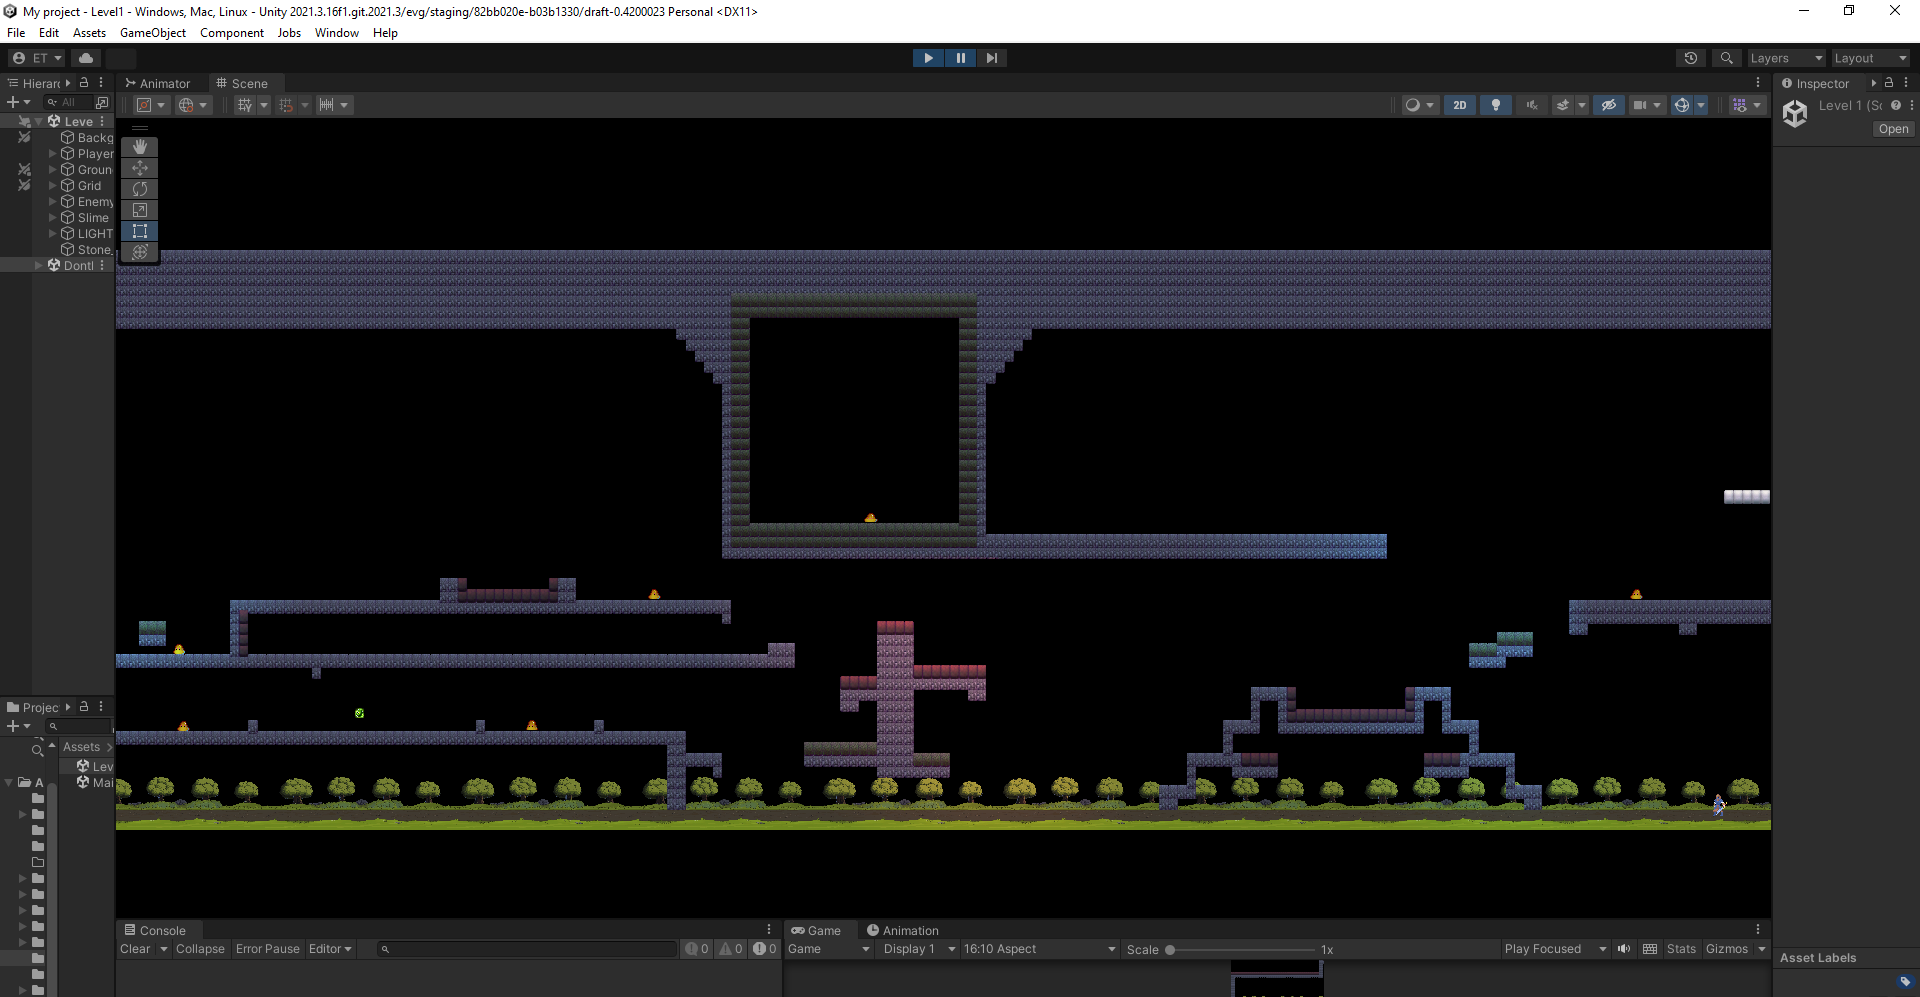 My project - Level1 - Windows, Mac, Linux - Unity 2021.3.16f1.git.2021.3/evg/staging/82bb020e-b03b1330/draft-0.4200023 Personal <DX11>
File Edit Assets GameObject Component Jobs Window Help
ET
Layers
Layout
Hierarc
Animator
Scene
Inspector
All
2D
Level 1 (Sc
Open
Leve
Backg
Player
Groun
Grid
Enemy
Slime
LIGHT
Stone_
Dontl
Projec
Assets
Lev
A
Mai
Console
Game
Animation
Clear
Collapse
Error Pause
Editor
0
0
0
Game
Display 1
16:10 Aspect
Scale
1x
Play Focused
Stats
Gizmos
Asset Labels